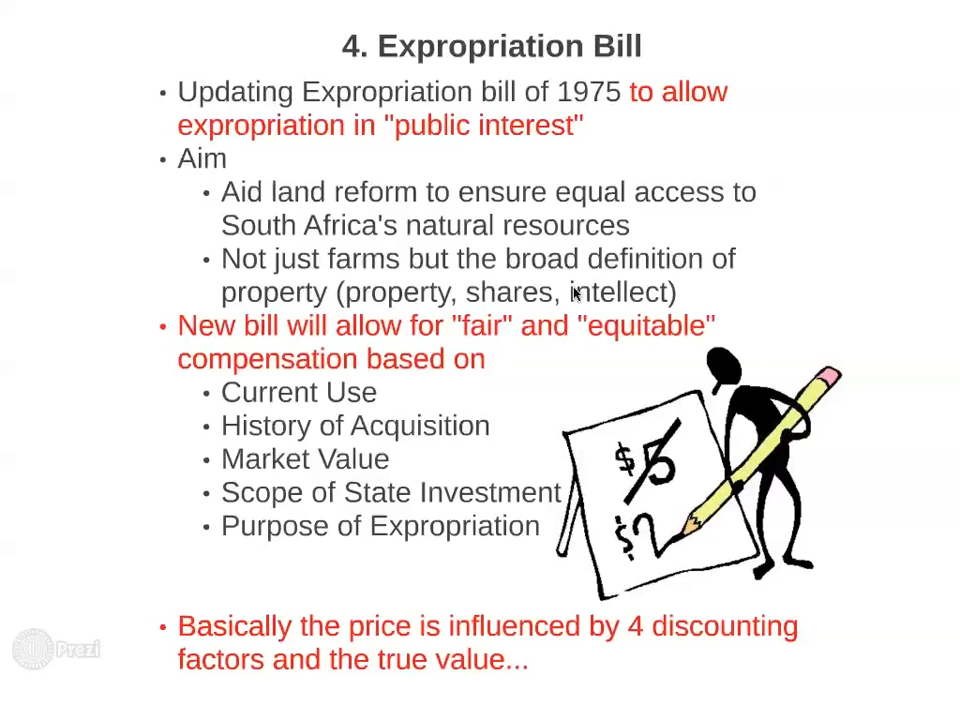 4. Expropriation Bill
• Updating Expropriation bill of 1975 to allow
expropriation in "public interest"
• Aim
• Aid land reform to ensure equal access to
South Africa's natural resources
• Not just farms but the broad definition of
property (property, shares, intellect)
• New bill will allow for "fair" and "equitable"
compensation based on
• Current Use
• History of Acquisition
• Market Value
• Scope of State Investment
• Purpose of Expropriation
$5
$2
• Basically the price is influenced by 4 discounting
factors and the true value...
Prezi